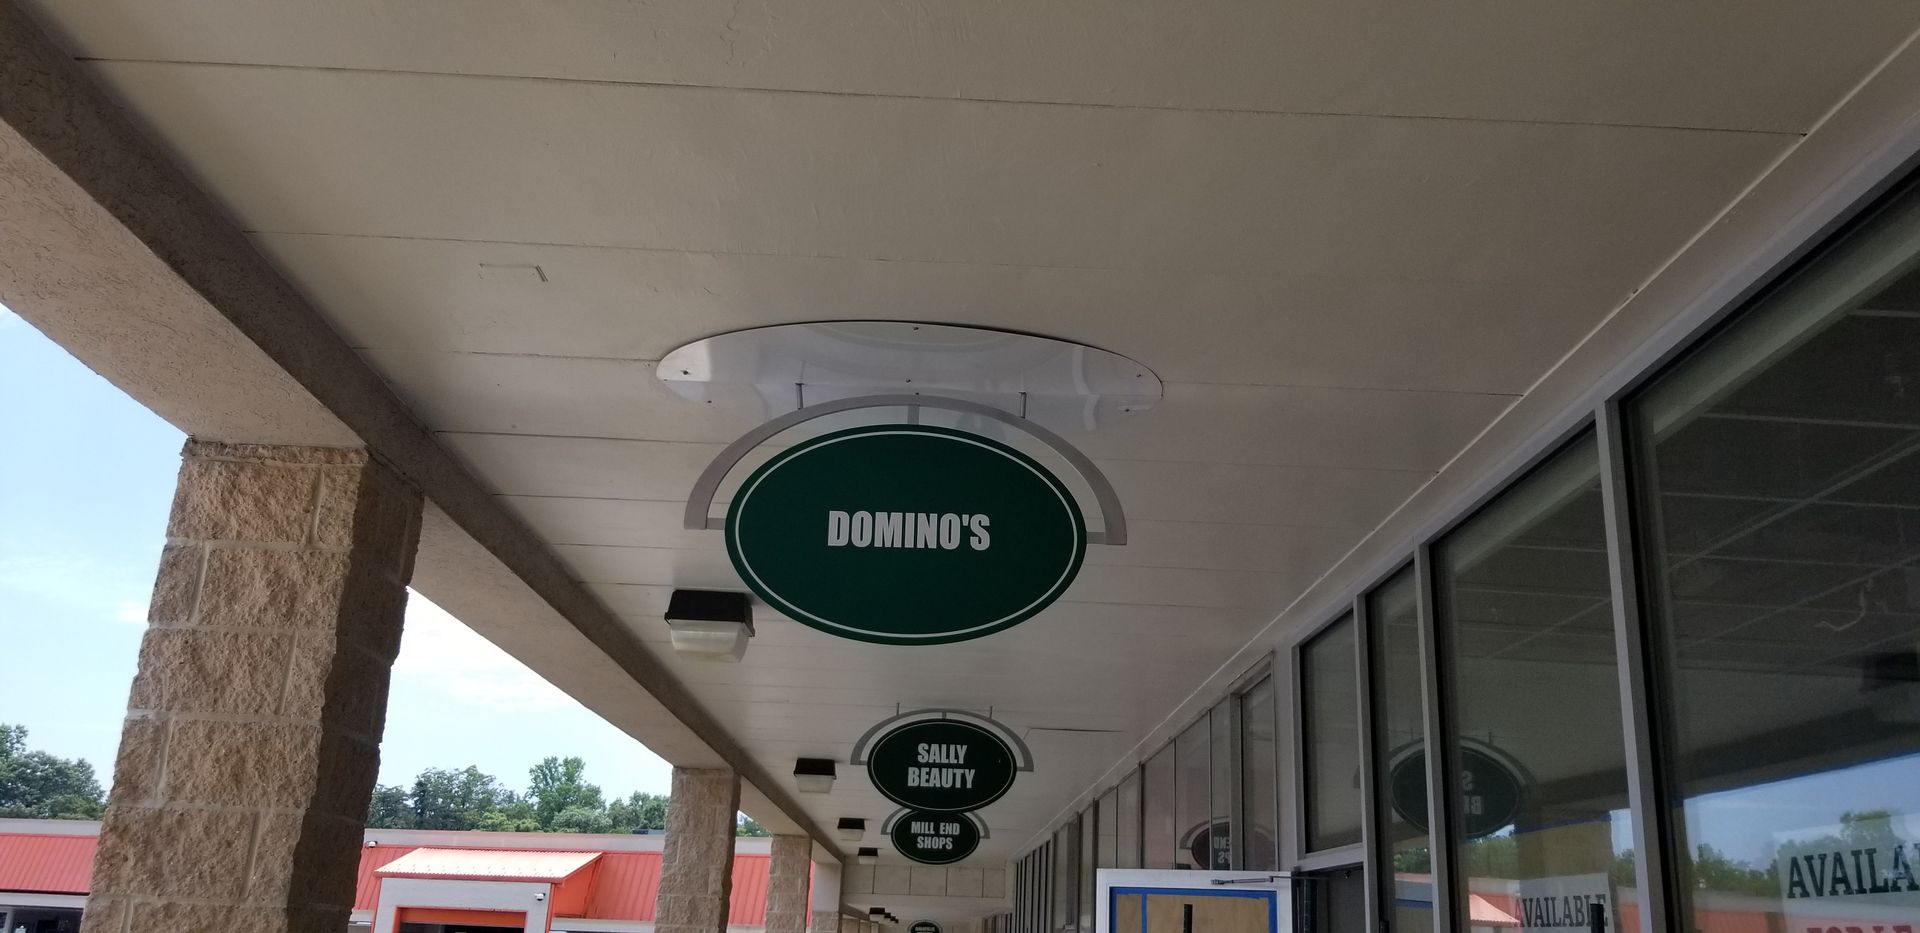 DOMINO'S
SALLY
BEAUTY
MILL END
SHOPS
AVAILABLE
AVAILA